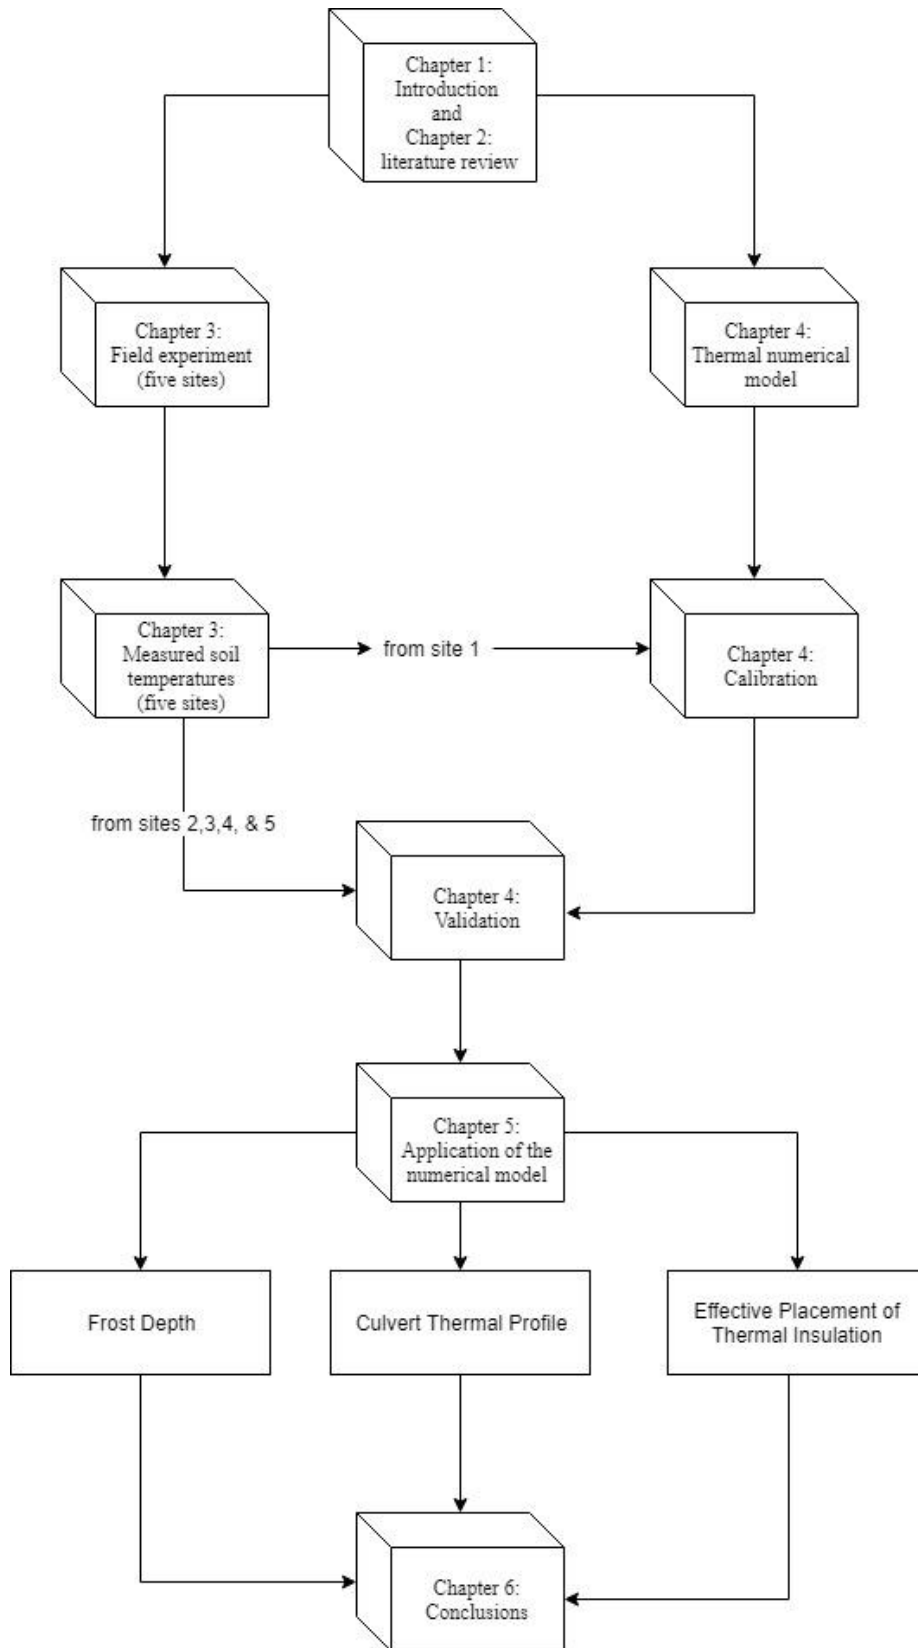 Chapter 1:
Introduction
and
Chapter 2:
literature review
Chapter 3:
Field experiment
(five sites)
Chapter 4:
Thermal numerical
model
Chapter 3:
Measured soil
temperatures
(five sites)
from site 1
Chapter 4:
Calibration
from sites 2,3,4, & 5
Chapter 4:
Validation
Chapter 5:
Application of the
numerical model
Frost Depth
Culvert Thermal Profile
Effective Placement of
Thermal Insulation
Chapter 6:
Conclusions